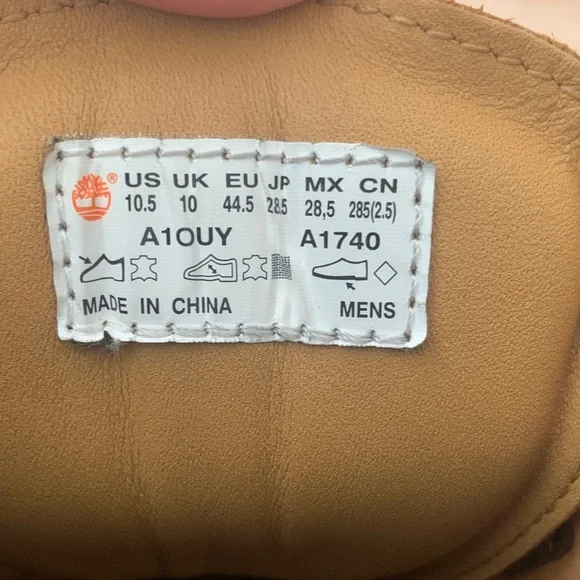 ® US UK EU JP MX CN
10.5 10 44.5 28.5 28,5 285(2.5)
A1OUY A1740
MADE IN CHINA MENS